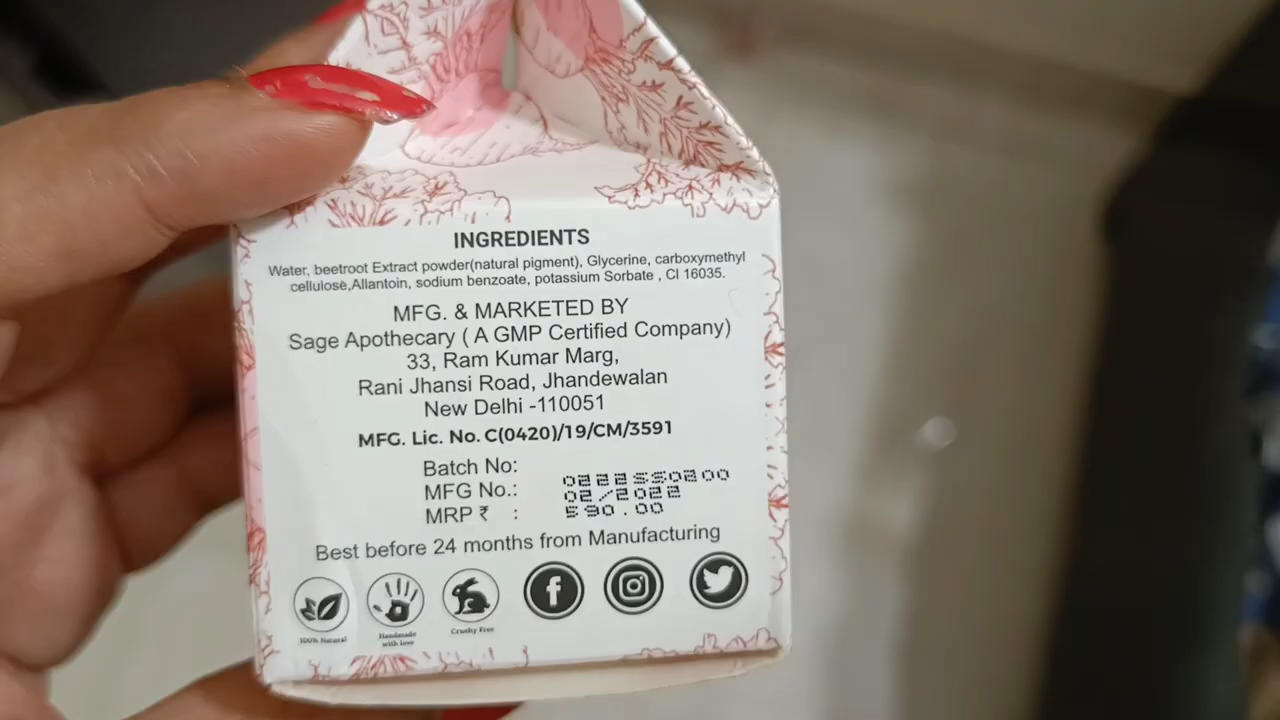 INGREDIENTS
Water, beetroot Extract powder(natural pigment), Glycerine, carboxymethyl
cellulose,Allantoin, sodium benzoate, potassium Sorbate , CI 16035.
MFG. & MARKETED BY
Sage Apothecary ( A GMP Certified Company)
33, Ram Kumar Marg,
Rani Jhansi Road, Jhandewalan
New Delhi -110051
MFG. Lic. No. C(0420)/19/CM/3591
Batch No: 0222SS0200
MFG No.: 02/2022
MRP ₹ : 590.00
Best before 24 months from Manufacturing
100% Natural
Handmade
with love
Cruelty Free